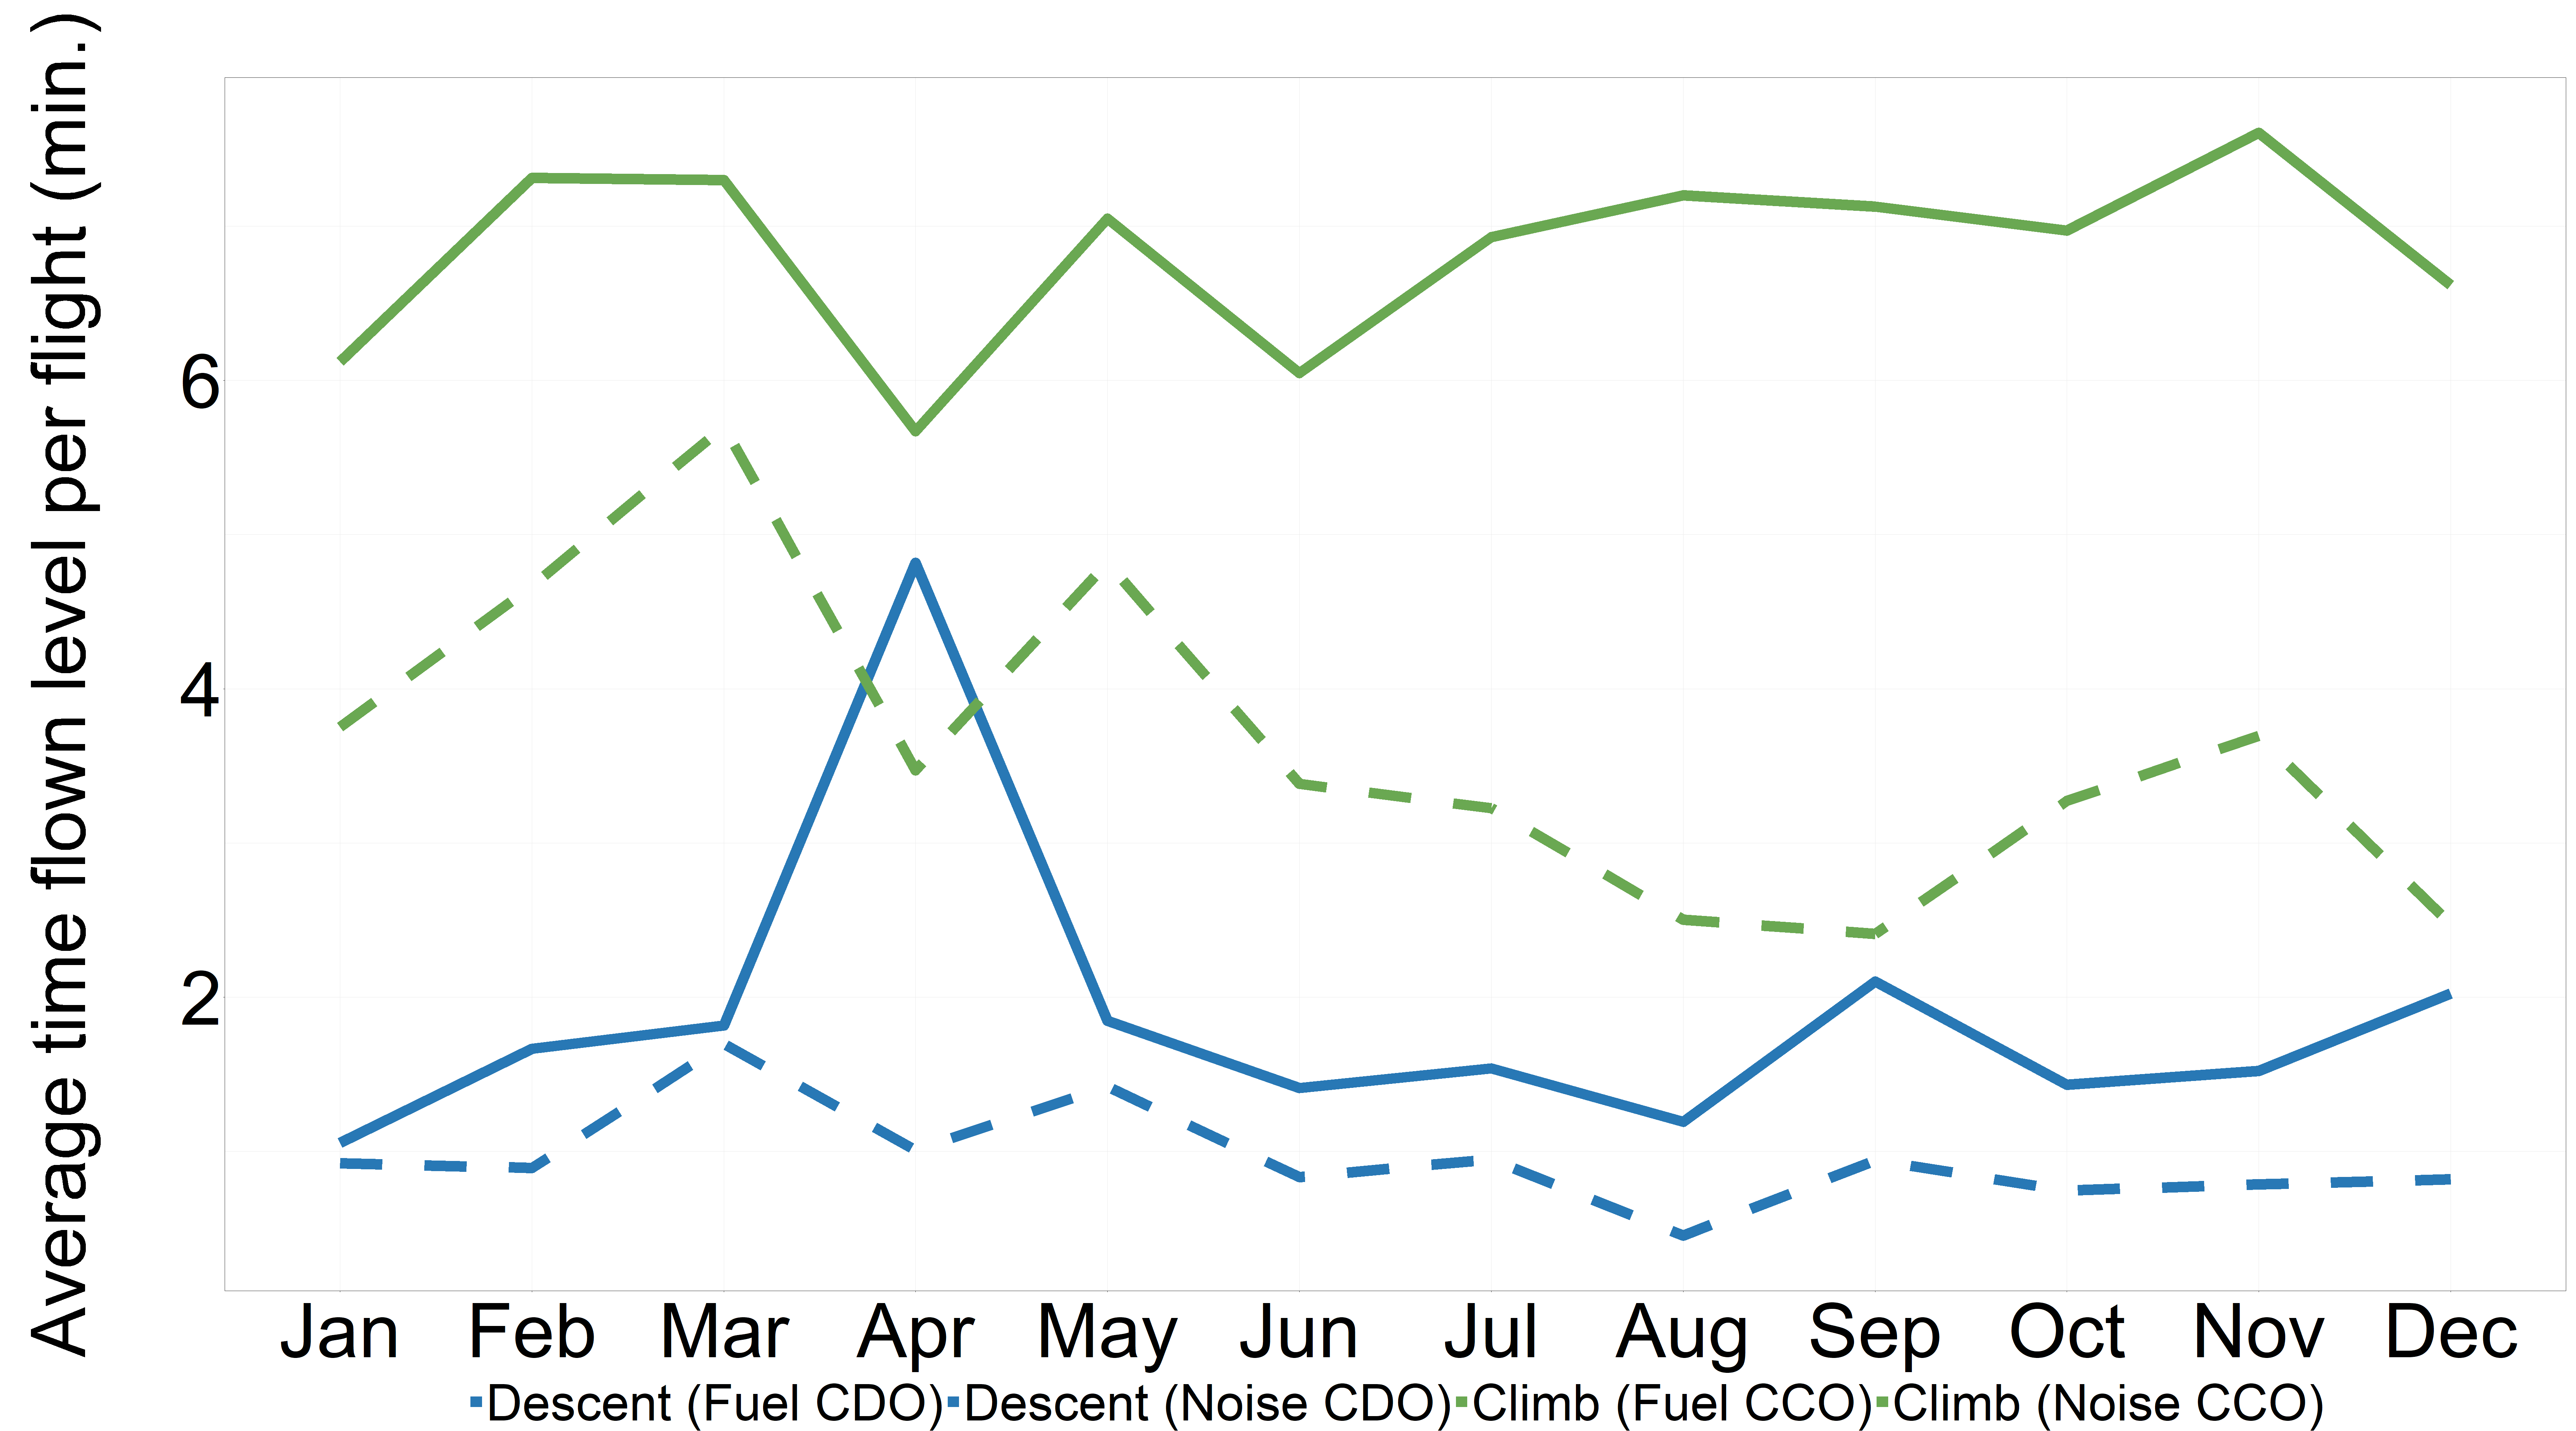 Average time flown level per flight (min.)
6
4
2
Jan Feb Mar Apr May Jun Jul Aug Sep Oct Nov Dec
Descent (Fuel CDO) Descent (Noise CDO) Climb (Fuel CCO) Climb (Noise CCO)